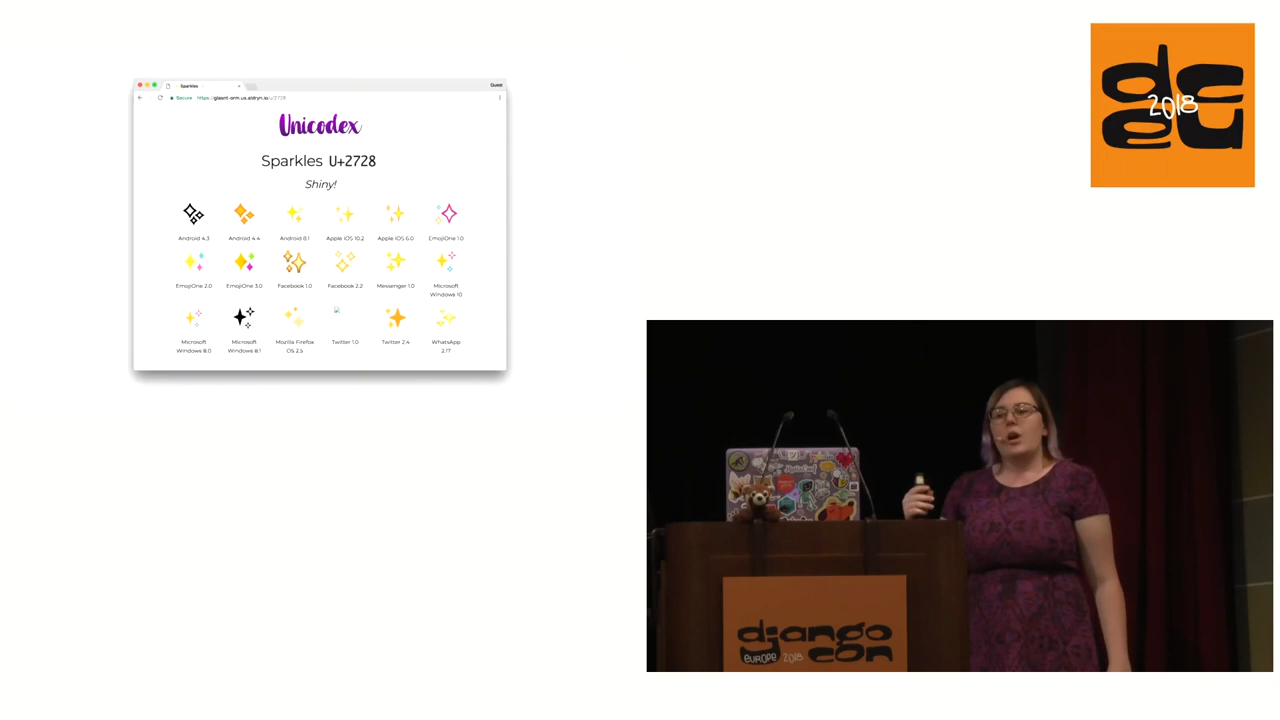 Sparkles
Guest
Secure https://glasnt-orm.us.aldryn.io/u/2728
Unicodex
Sparkles U+2728
Shiny!
Android 4.3
Android 4.4
Android 8.1
Apple iOS 10.2
Apple iOS 6.0
EmojiOne 1.0
EmojiOne 2.0
EmojiOne 3.0
Facebook 1.0
Facebook 2.2
Messenger 1.0
Microsoft
Windows 10
Microsoft
Windows 8.0
Microsoft
Windows 8.1
Mozilla Firefox
OS 2.5
Twitter 1.0
Twitter 2.4
WhatsApp
2.17
dc
2018
eu
django
con
europe 2018